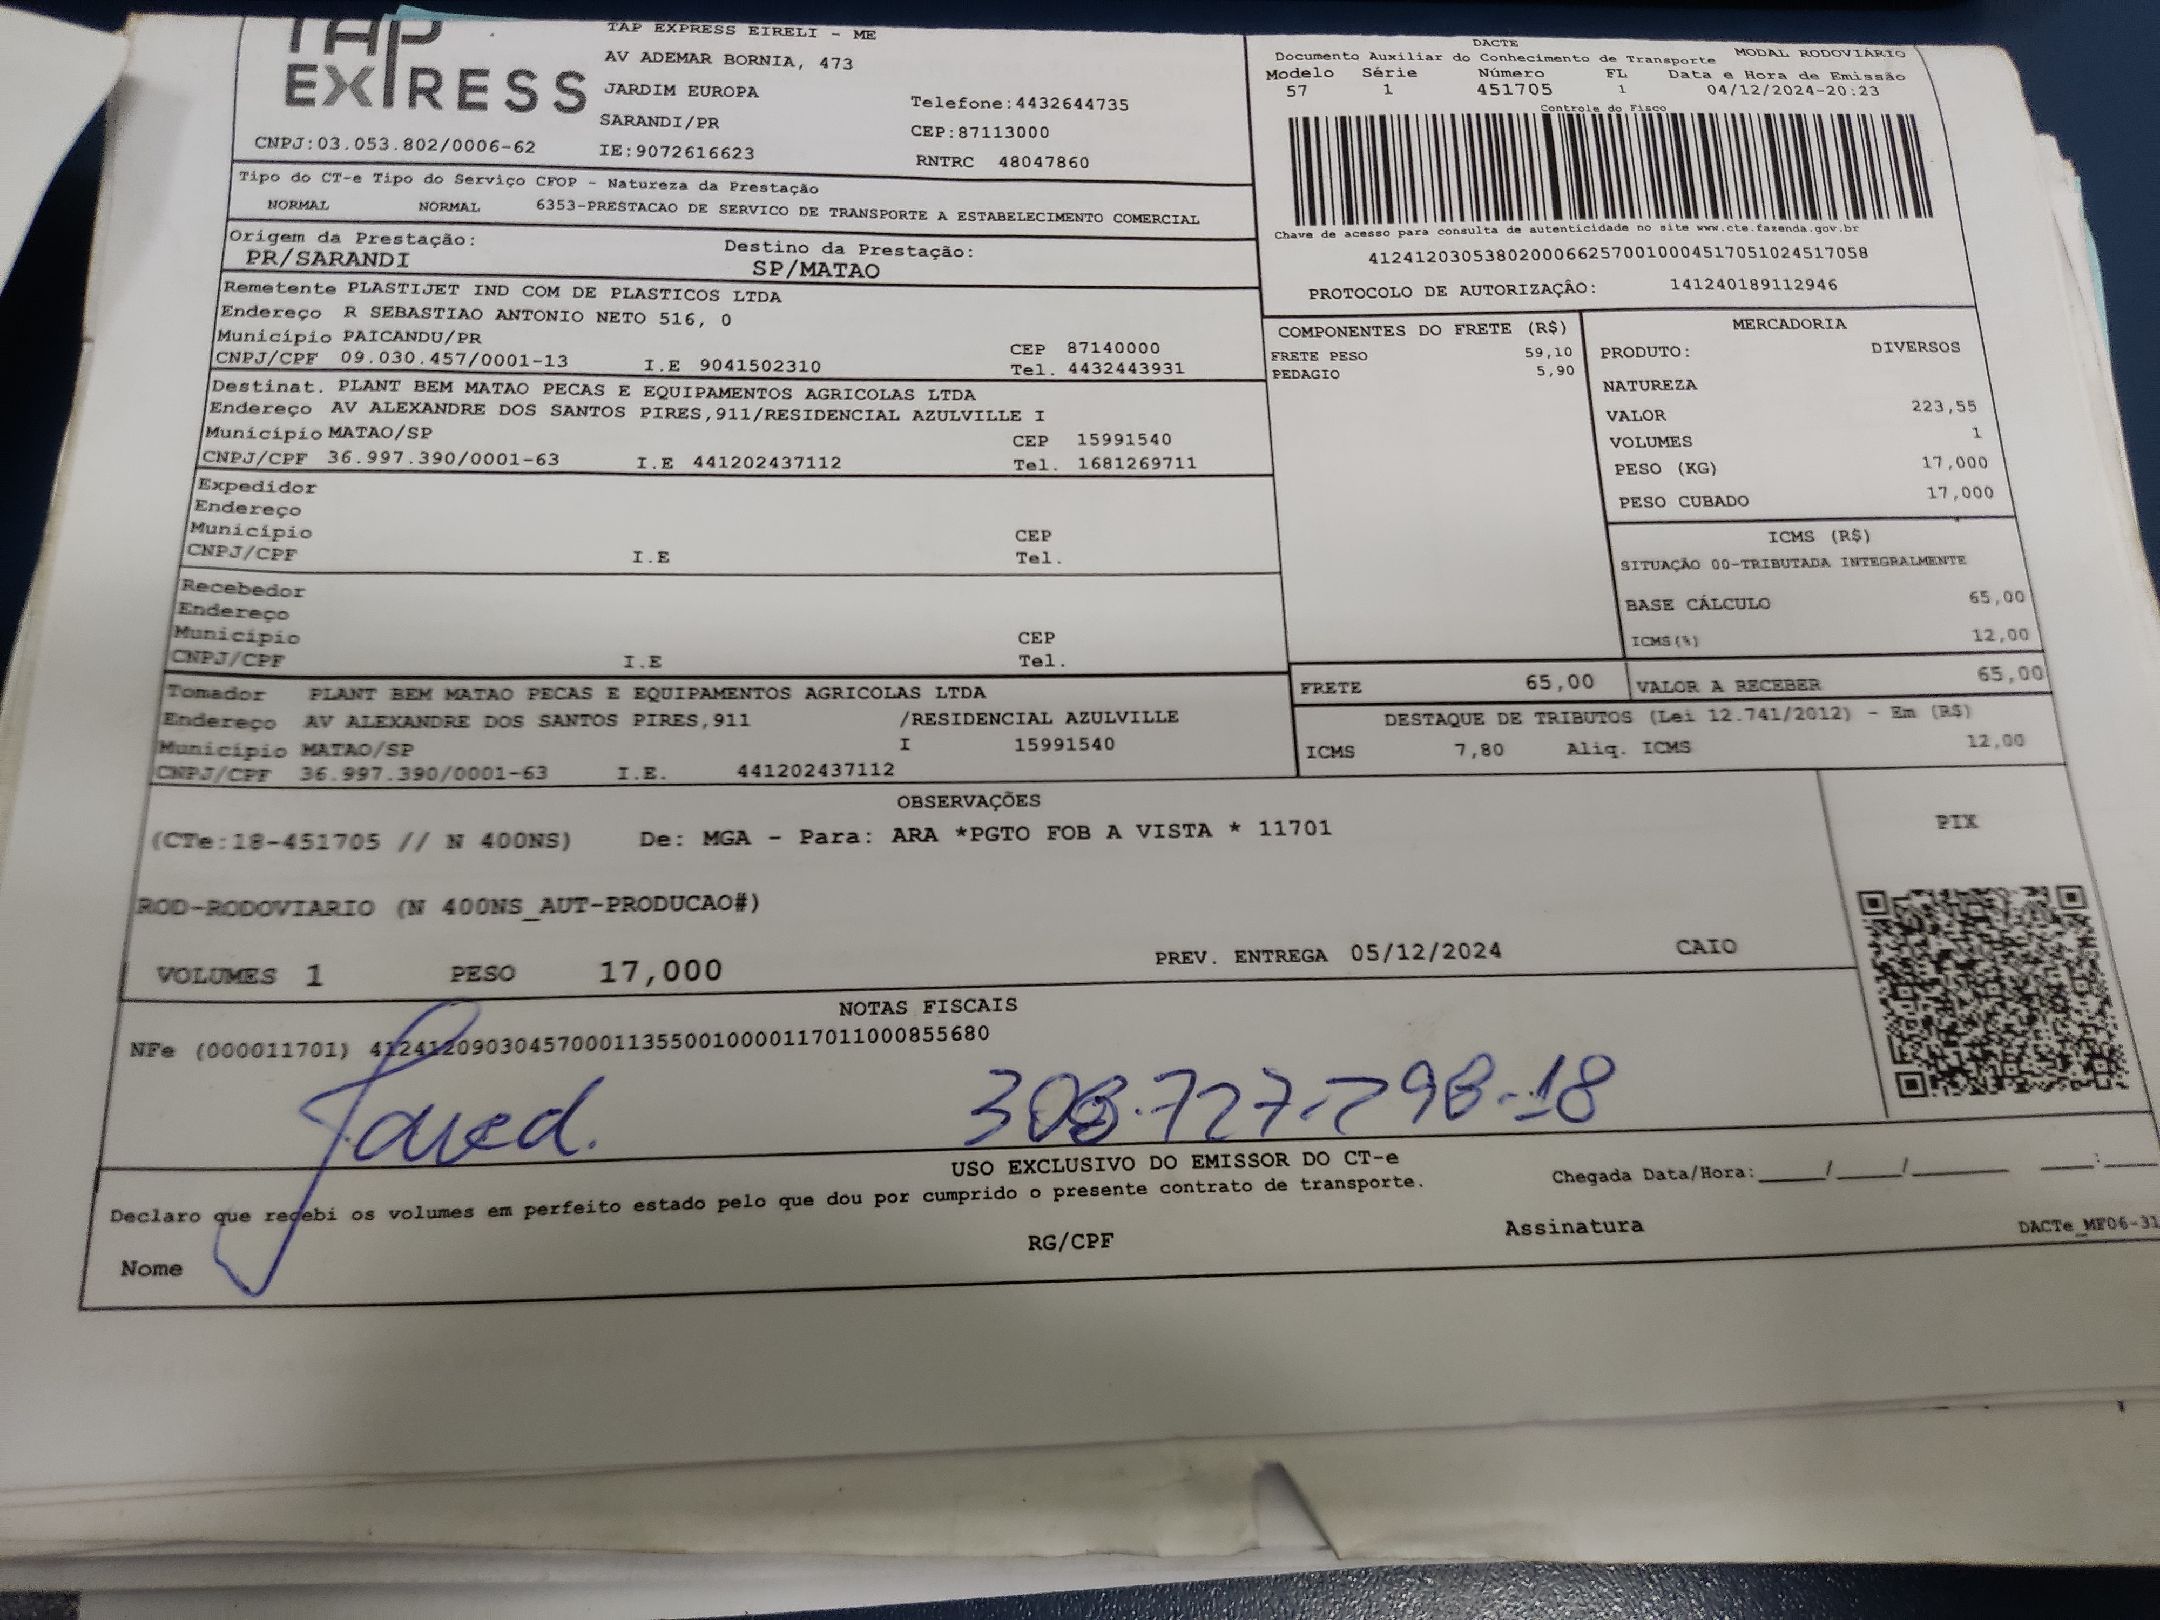 TAP
EXPRESS
TAP EXPRESS EIRELI - ME
AV ADEMAR BORNIA, 473
JARDIM EUROPA
Telefone:4432644735
SARANDI/PR
CEP:87113000
CNPJ:03.053.802/0006-62
IE:9072616623
RNTRC 48047860
DACTE
Documento Auxiliar do Conhecimento de Transporte
MODAL RODOVIÁRIO
Modelo Série Número FL Data e Hora de Emissão
57 1 451705 1 04/12/2024-20:23
Controle do Fisco
Chave de acesso para consulta de autenticidade no site www.cte.fazenda.gov.br
41241203053802000662570010004517051024517058
PROTOCOLO DE AUTORIZAÇÂO: 141240189112946
Tipo do CT-e Tipo do Serviço CFOP - Natureza da Prestação
NORMAL NORMAL 6353-PRESTACAO DE SERVICO DE TRANSPORTE A ESTABELECIMENTO COMERCIAL
Origem da Prestação: Destino da Prestação:
PR/SARANDI SP/MATAO
Remetente PLASTIJET IND COM DE PLASTICOS LTDA
Endereço R SEBASTIAO ANTONIO NETO 516, 0
Município PAICANDU/PR CEP 87140000
CNPJ/CPF 09.030.457/0001-13 I.E 9041502310 Tel. 4432443931
Destinat. PLANT BEM MATAO PECAS E EQUIPAMENTOS AGRICOLAS LTDA
Endereço AV ALEXANDRE DOS SANTOS PIRES,911/RESIDENCIAL AZULVILLE I
Município MATAO/SP CEP 15991540
CNPJ/CPF 36.997.390/0001-63 I.E 441202437112 Tel. 1681269711
Expedidor
Endereço
Município CEP
CNPJ/CPF I.E Tel.
Recebedor
Endereço
Município CEP
CNPJ/CPF I.E Tel.
Tomador PLANT BEM MATAO PECAS E EQUIPAMENTOS AGRICOLAS LTDA
Endereço AV ALEXANDRE DOS SANTOS PIRES,911 /RESIDENCIAL AZULVILLE
Município MATAO/SP I 15991540
CNPJ/CPF 36.997.390/0001-63 I.E. 441202437112
COMPONENTES DO FRETE (R$)
FRETE PESO 59,10
PEDAGIO 5,90
MERCADORIA
PRODUTO: DIVERSOS
NATUREZA
VALOR 223,55
VOLUMES 1
PESO (KG) 17,000
PESO CUBADO 17,000
ICMS (R$)
SITUAÇÃO 00-TRIBUTADA INTEGRALMENTE
BASE CÁLCULO 65,00
ICMS(%) 12,00
FRETE 65,00 VALOR A RECEBER 65,00
DESTAQUE DE TRIBUTOS (Lei 12.741/2012) - Em (R$)
ICMS 7,80 Aliq. ICMS 12,00
OBSERVAÇÕES
(CTe:18-451705 // N 400NS) De: MGA - Para: ARA *PGTO FOB A VISTA * 11701
PIX
ROD-RODOVIARIO (N 400NS_AUT-PRODUCAO#)
VOLUMES 1 PESO 17,000 PREV. ENTREGA 05/12/2024 CAIO
NOTAS FISCAIS
NFe (000011701) 41241209030457000113550010000117011000855680
308.727.298-18
USO EXCLUSIVO DO EMISSOR DO CT-e
Declaro que recebi os volumes em perfeito estado pelo que dou por cumprido o presente contrato de transporte.
Chegada Data/Hora:____/____/______ ___:___
Nome RG/CPF Assinatura
DACTe_MF06-31